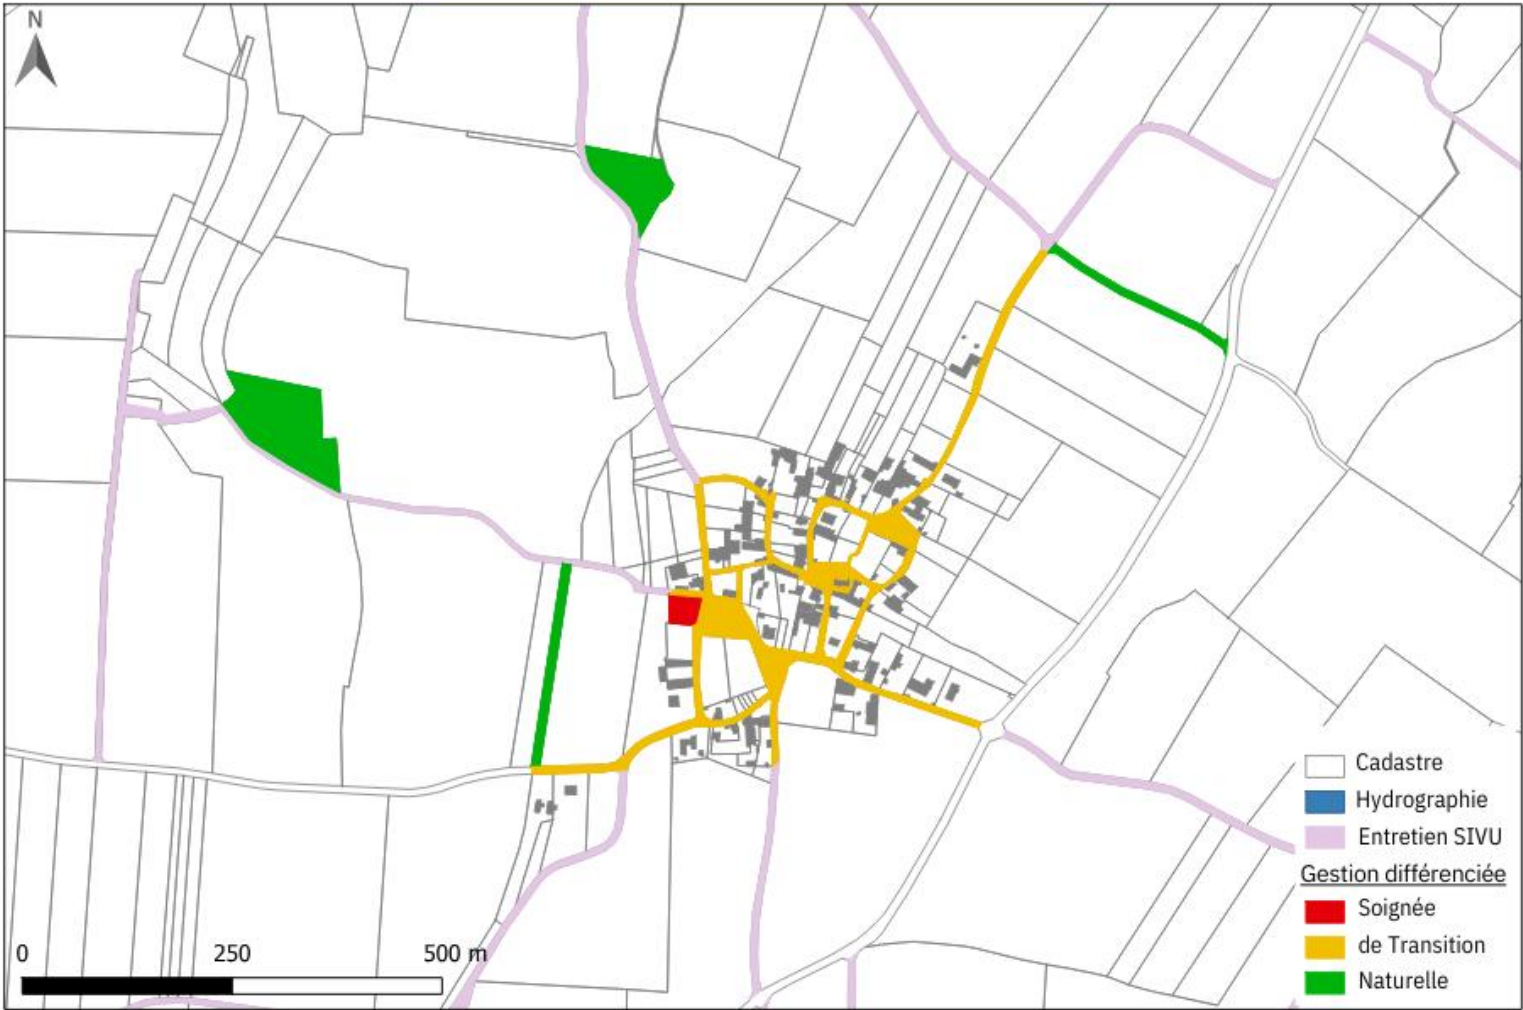 N
Cadastre
Hydrographie
Entretien SIVU
Gestion différenciée
Soignée
de Transition
Naturelle
0 250 500 m